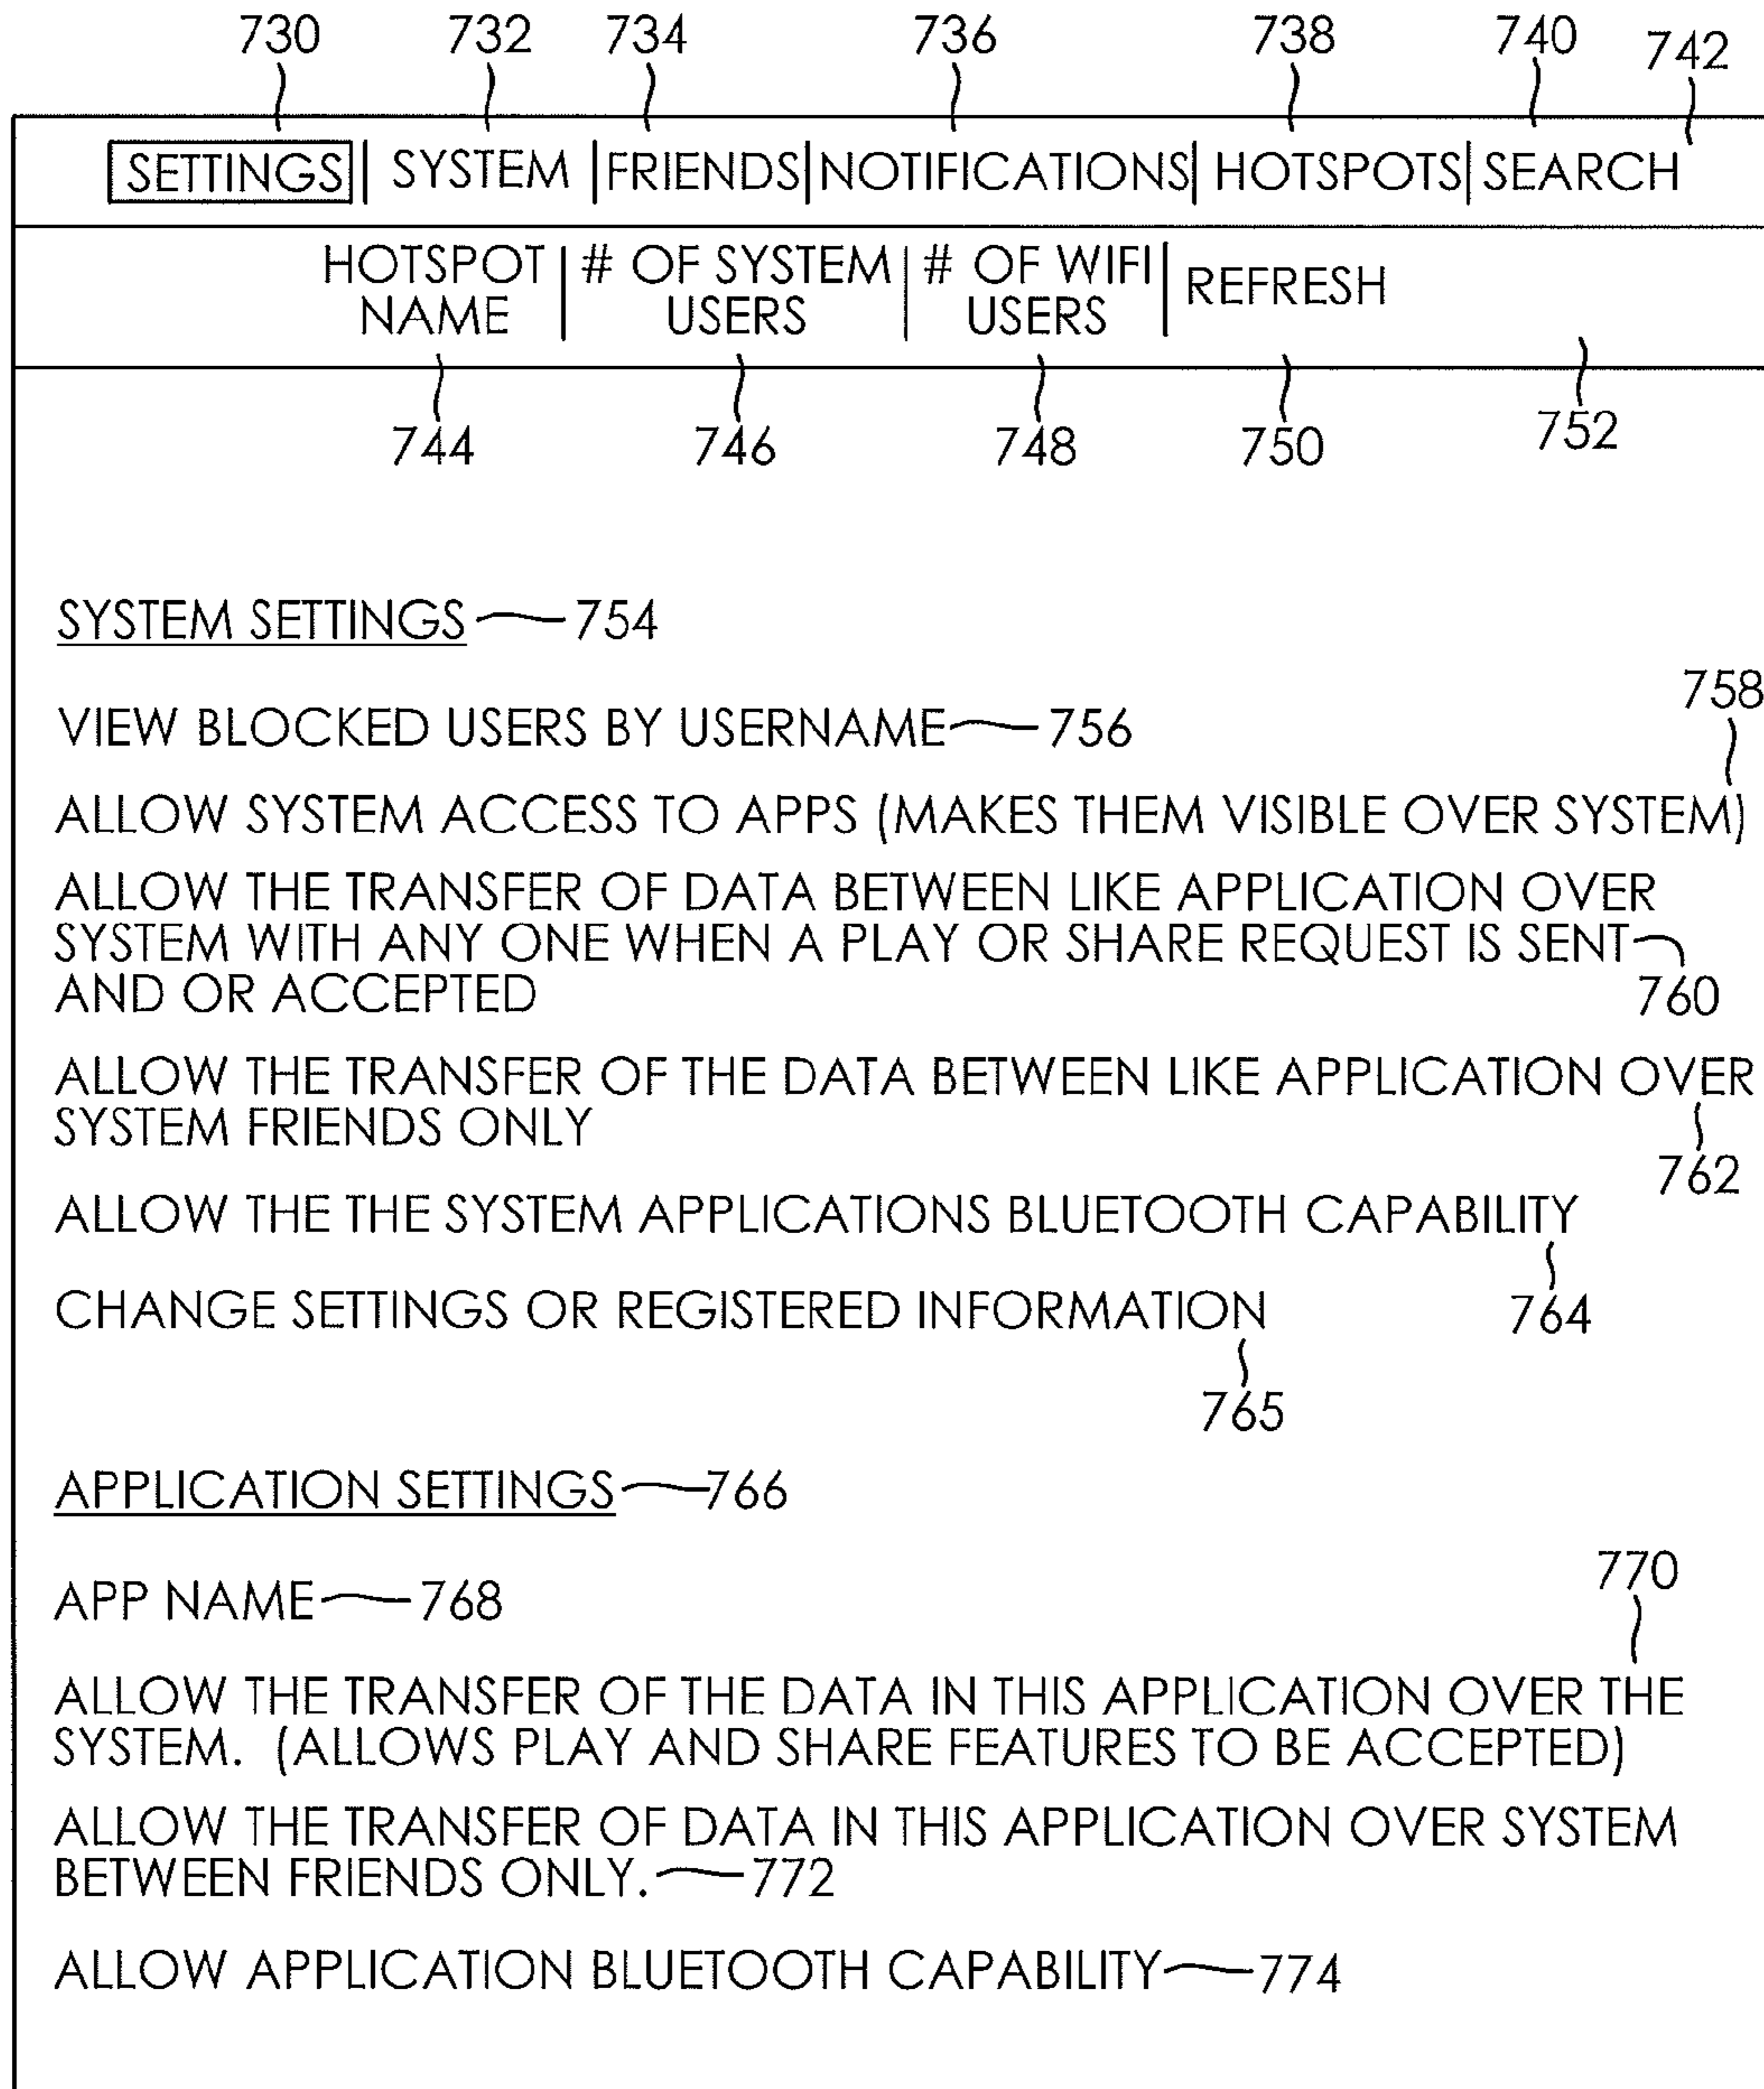 730 732 734 736 738 740 742
SETTINGS | SYSTEM | FRIENDS | NOTIFICATIONS | HOTSPOTS | SEARCH
HOTSPOT NAME | # OF SYSTEM USERS | # OF WIFI USERS | REFRESH
744 746 748 750 752
SYSTEM SETTINGS 754
758
VIEW BLOCKED USERS BY USERNAME 756
ALLOW SYSTEM ACCESS TO APPS (MAKES THEM VISIBLE OVER SYSTEM)
ALLOW THE TRANSFER OF DATA BETWEEN LIKE APPLICATION OVER
SYSTEM WITH ANY ONE WHEN A PLAY OR SHARE REQUEST IS SENT
AND OR ACCEPTED 760
ALLOW THE TRANSFER OF THE DATA BETWEEN LIKE APPLICATION OVER
SYSTEM FRIENDS ONLY
762
ALLOW THE THE SYSTEM APPLICATIONS BLUETOOTH CAPABILITY
CHANGE SETTINGS OR REGISTERED INFORMATION 764
765
APPLICATION SETTINGS 766
770
APP NAME 768
ALLOW THE TRANSFER OF THE DATA IN THIS APPLICATION OVER THE
SYSTEM. (ALLOWS PLAY AND SHARE FEATURES TO BE ACCEPTED)
ALLOW THE TRANSFER OF DATA IN THIS APPLICATION OVER SYSTEM
BETWEEN FRIENDS ONLY. 772
ALLOW APPLICATION BLUETOOTH CAPABILITY 774